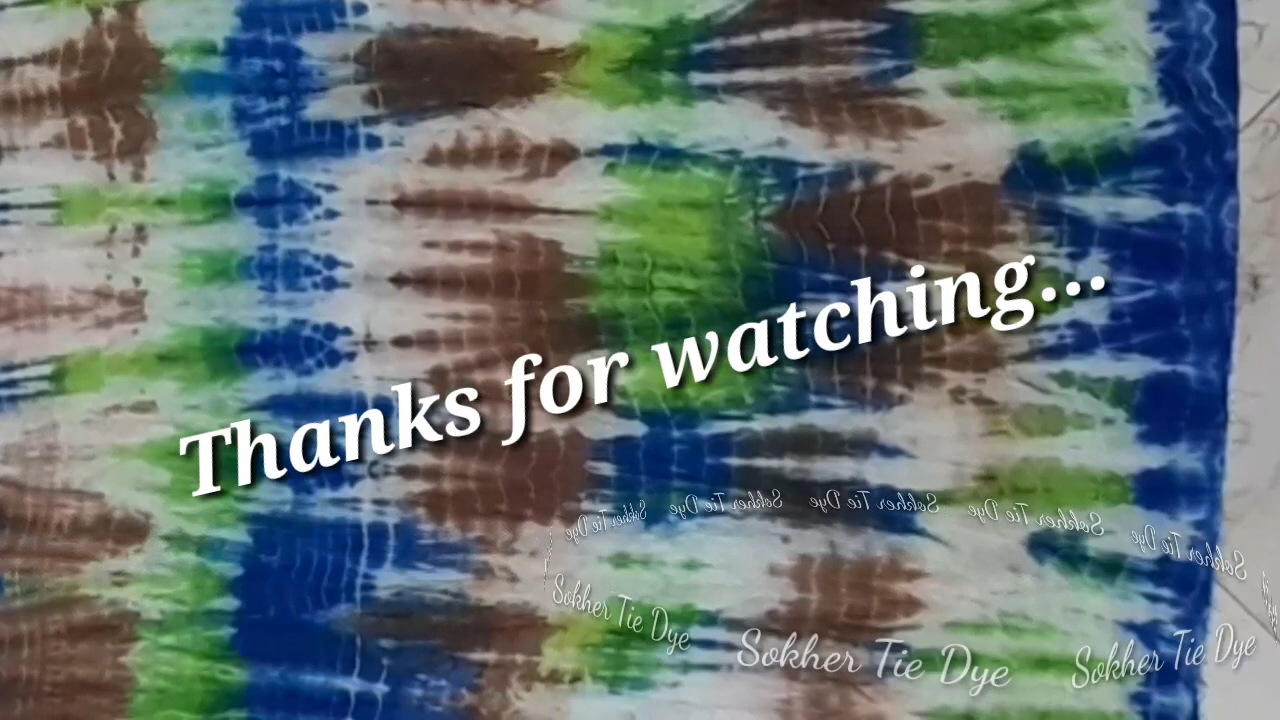 Thanks for watching...
Sokher Tie Dye Sokher Tie Dye Sokher Tie Dye Sokher Tie Dye Sokher Tie Dye
Sokher Tie Dye Sokher Tie Dye Sokher Tie Dye